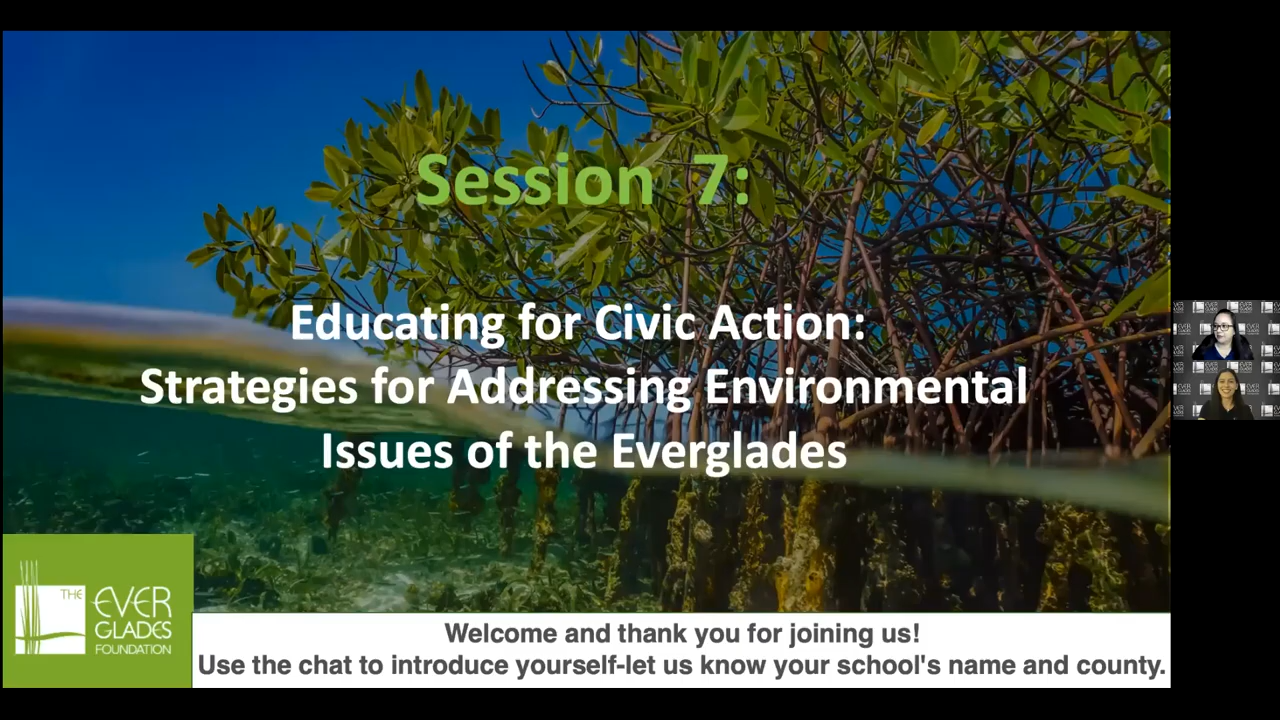 Session 7:
Educating for Civic Action:
Strategies for Addressing Environmental
Issues of the Everglades
THE
EVER
GLADES
FOUNDATION
Welcome and thank you for joining us!
Use the chat to introduce yourself-let us know your school's name and county.